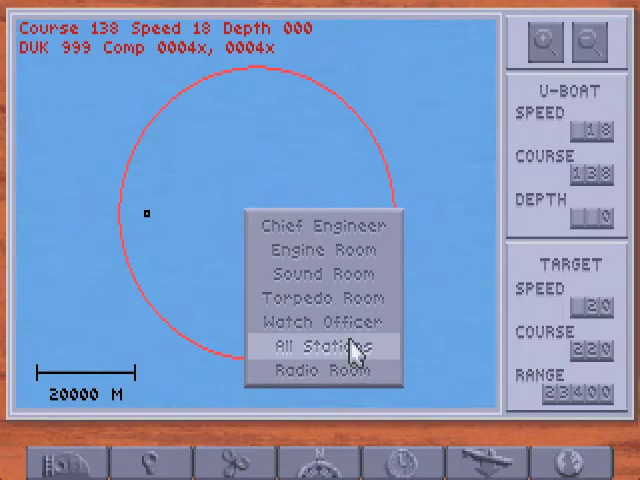 Course 138 Speed 18 Depth 000
DUK 999 Comp 0004x, 0004x
U-BOAT
SPEED
18
COURSE
138
DEPTH
0
Chief Engineer
Engine Room
Sound Room
Torpedo Room
Watch Officer
All Stations
Radio Room
TARGET
SPEED
20
COURSE
220
RANGE
23400
20000 M
N